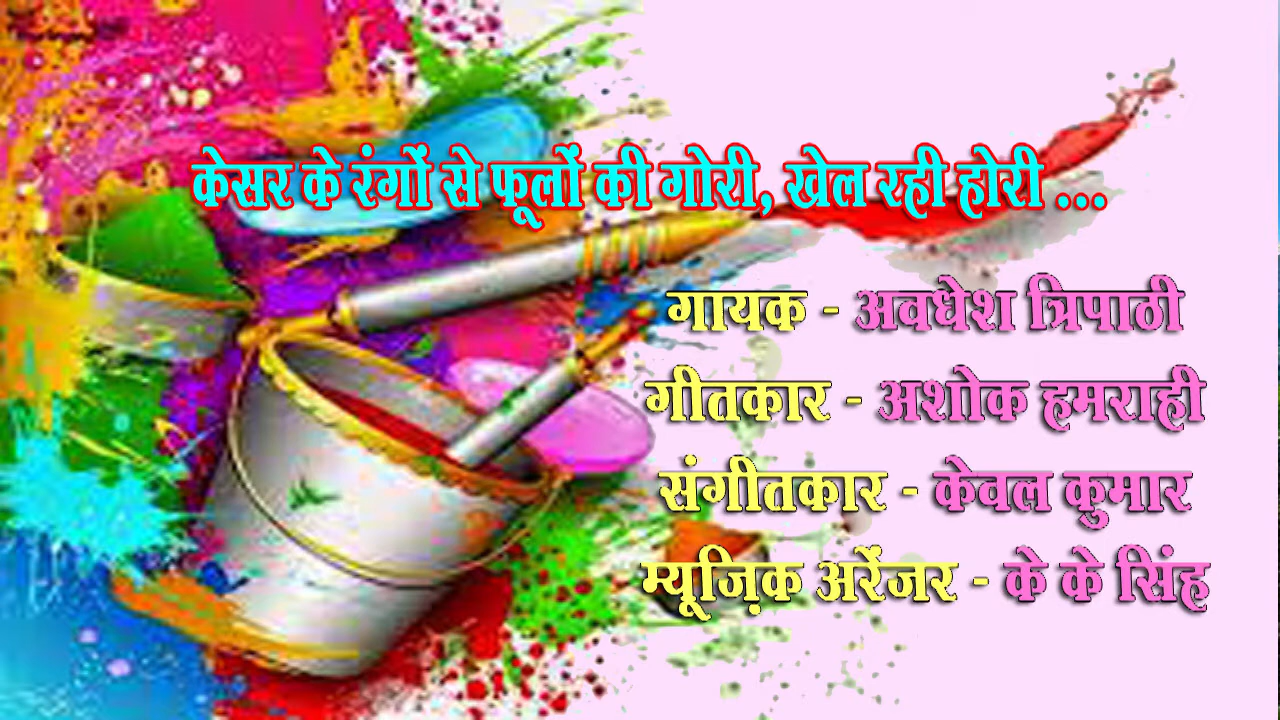 केसर के रंगों से फूलों की गोरी, खेल रही होरी ...
गायक - अवधेश त्रिपाठी
गीतकार - अशोक हमराही
संगीतकार - केवल कुमार
म्यूज़िक अरेंजर - के के सिंह